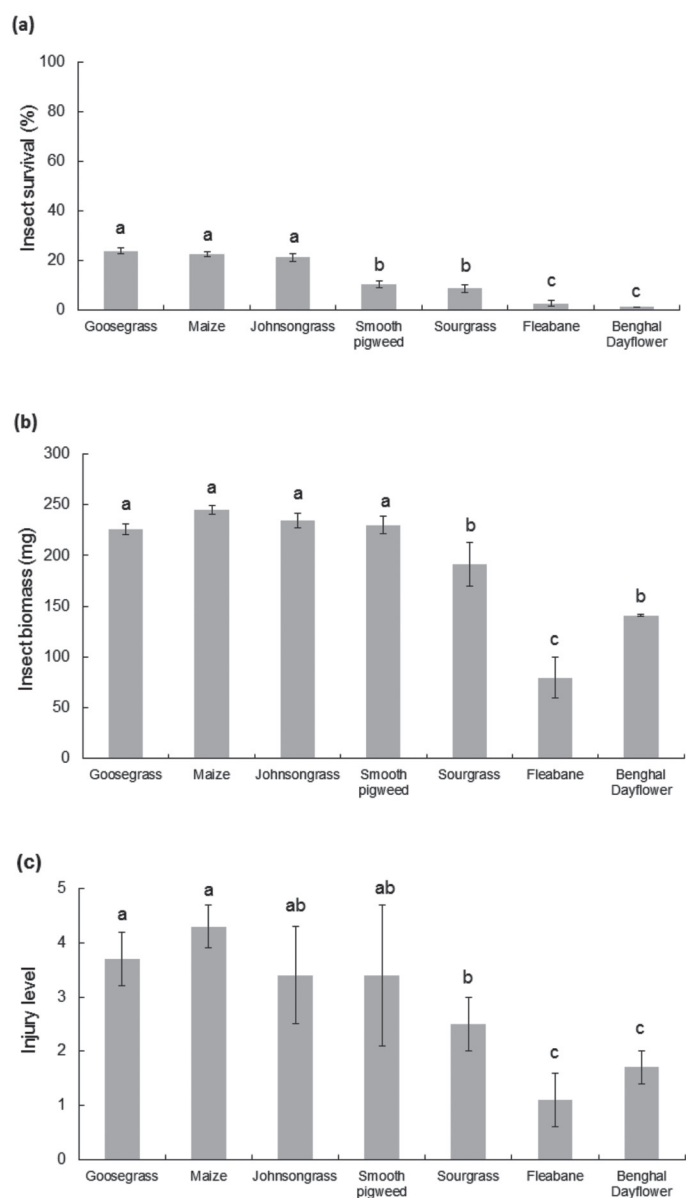 (a)
Insect survival (%)
100
80
60
40
20
0
a
a
a
b
b
c
c
Goosegrass
Maize
Johnsongrass
Smooth
pigweed
Sourgrass
Fleabane
Benghal
Dayflower
(b)
Insect biomass (mg)
300
250
200
150
100
50
0
a
a
a
a
b
c
b
Goosegrass
Maize
Johnsongrass
Smooth
pigweed
Sourgrass
Fleabane
Benghal
Dayflower
(c)
Injury level
5
4
3
2
1
0
a
a
ab
ab
b
c
c
Goosegrass
Maize
Johnsongrass
Smooth
pigweed
Sourgrass
Fleabane
Benghal
Dayflower